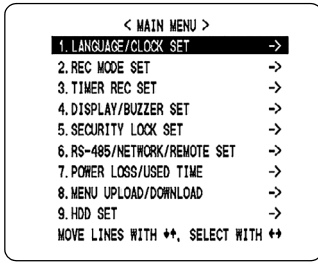 < MAIN MENU >
1. LANGUAGE/CLOCK SET ->
2. REC MODE SET ->
3. TIMER REC SET ->
4. DISPLAY/BUZZER SET ->
5. SECURITY LOCK SET ->
6. RS-485/NETWORK/REMOTE SET ->
7. POWER LOSS/USED TIME ->
8. MENU UPLOAD/DOWNLOAD ->
9. HDD SET ->
MOVE LINES WITH ↓↑, SELECT WITH ←→